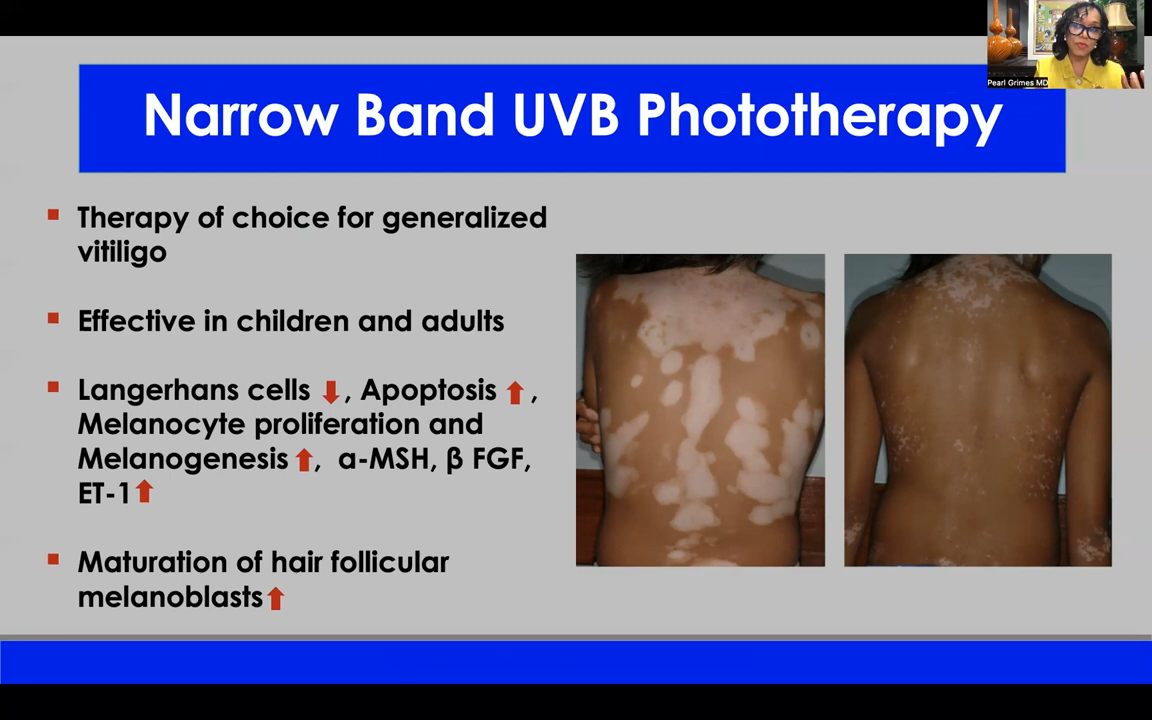 Pearl Grimes MD
Narrow Band UVB Phototherapy
▪ Therapy of choice for generalized
vitiligo
▪ Effective in children and adults
▪ Langerhans cells ⬇, Apoptosis ⬆,
Melanocyte proliferation and
Melanogenesis ⬆, α-MSH, β FGF,
ET-1 ⬆
▪ Maturation of hair follicular
melanoblasts ⬆